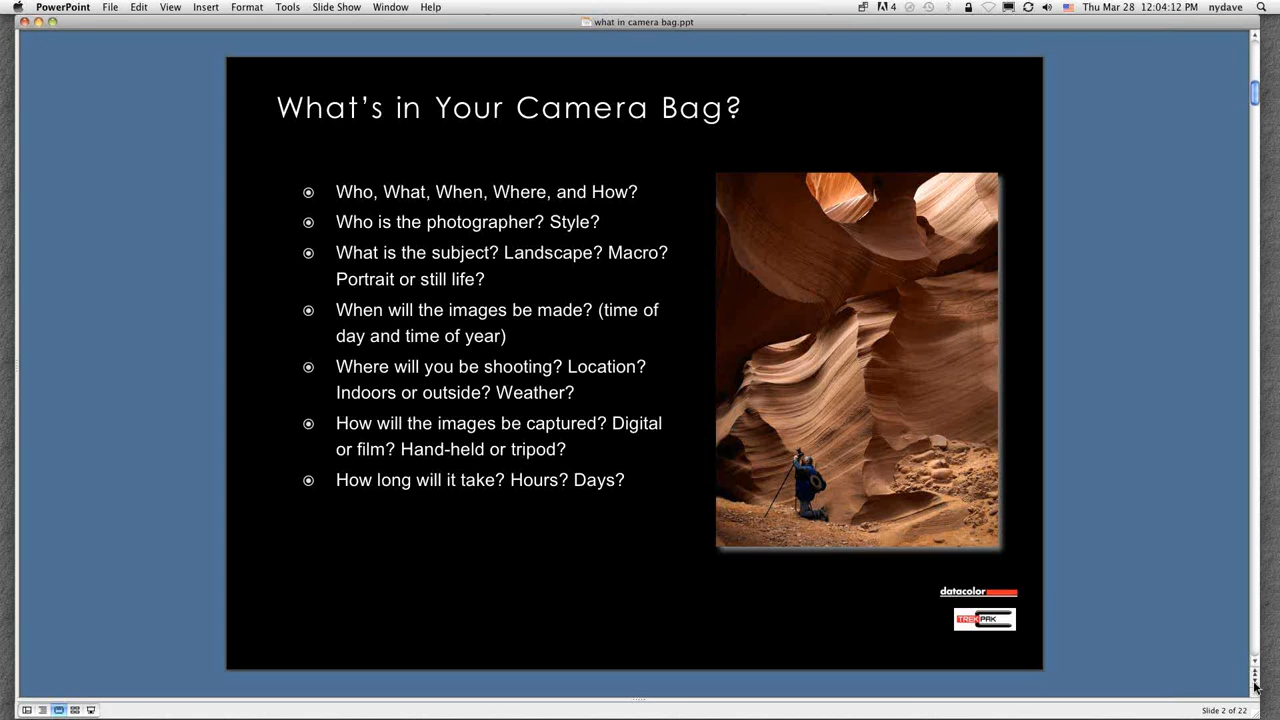 PowerPoint File Edit View Insert Format Tools Slide Show Window Help 4 Thu Mar 28 12:04:12 PM nydave
what in camera bag.ppt
What's in Your Camera Bag?
Who, What, When, Where, and How?
Who is the photographer? Style?
What is the subject? Landscape? Macro?
Portrait or still life?
When will the images be made? (time of
day and time of year)
Where will you be shooting? Location?
Indoors or outside? Weather?
How will the images be captured? Digital
or film? Hand-held or tripod?
How long will it take? Hours? Days?
datacolor
TREKPAK
Slide 2 of 22